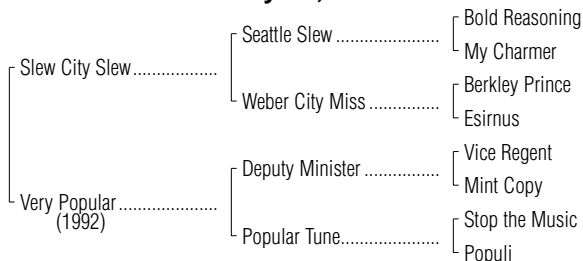 Bold Reasoning
Seattle Slew ....................
My Charmer
Slew City Slew.................
Berkley Prince
Weber City Miss ..............
Esirnus
Vice Regent
Deputy Minister ...............
Mint Copy
Very Popular....................
(1992)
Stop the Music
Popular Tune...................
Populi